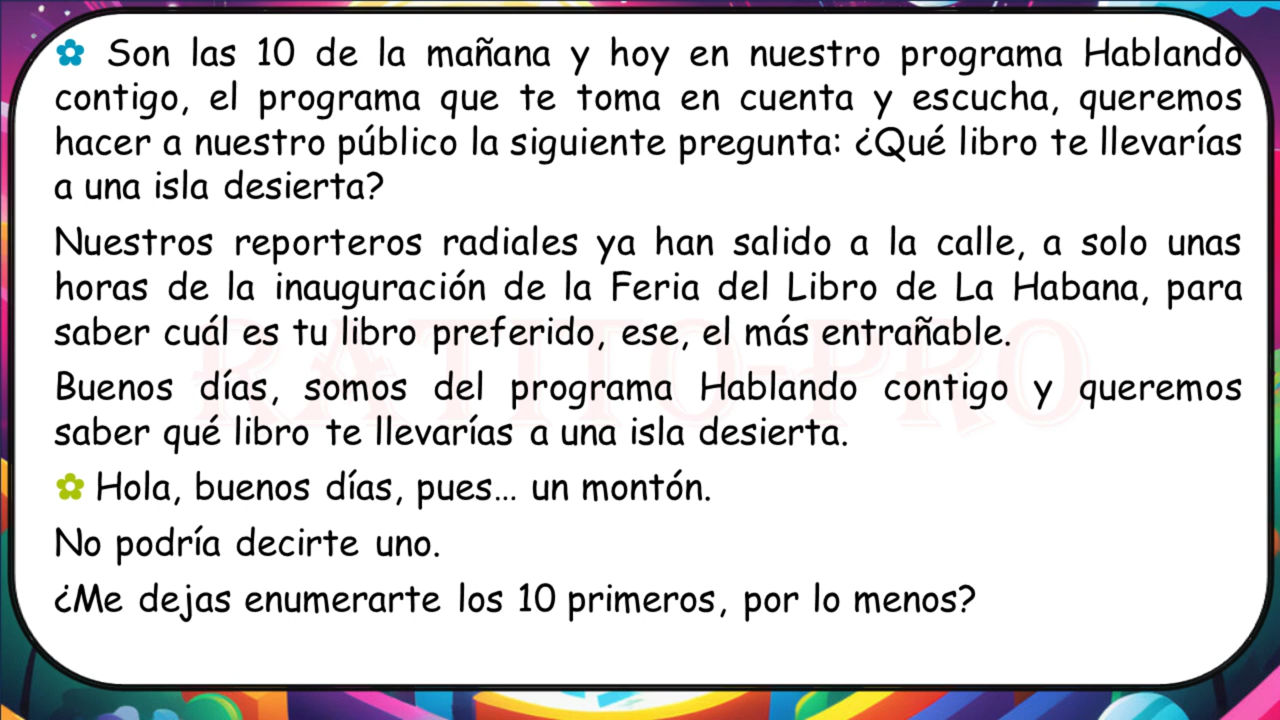 Son las 10 de la mañana y hoy en nuestro programa Hablando
contigo, el programa que te toma en cuenta y escucha, queremos
hacer a nuestro público la siguiente pregunta: ¿Qué libro te llevarías
a una isla desierta?
Nuestros reporteros radiales ya han salido a la calle, a solo unas
horas de la inauguración de la Feria del Libro de La Habana, para
saber cuál es tu libro preferido, ese, el más entrañable.
Buenos días, somos del programa Hablando contigo y queremos
saber qué libro te llevarías a una isla desierta.
Hola, buenos días, pues... un montón.
No podría decirte uno.
¿Me dejas enumerarte los 10 primeros, por lo menos?
RATITO-PRO